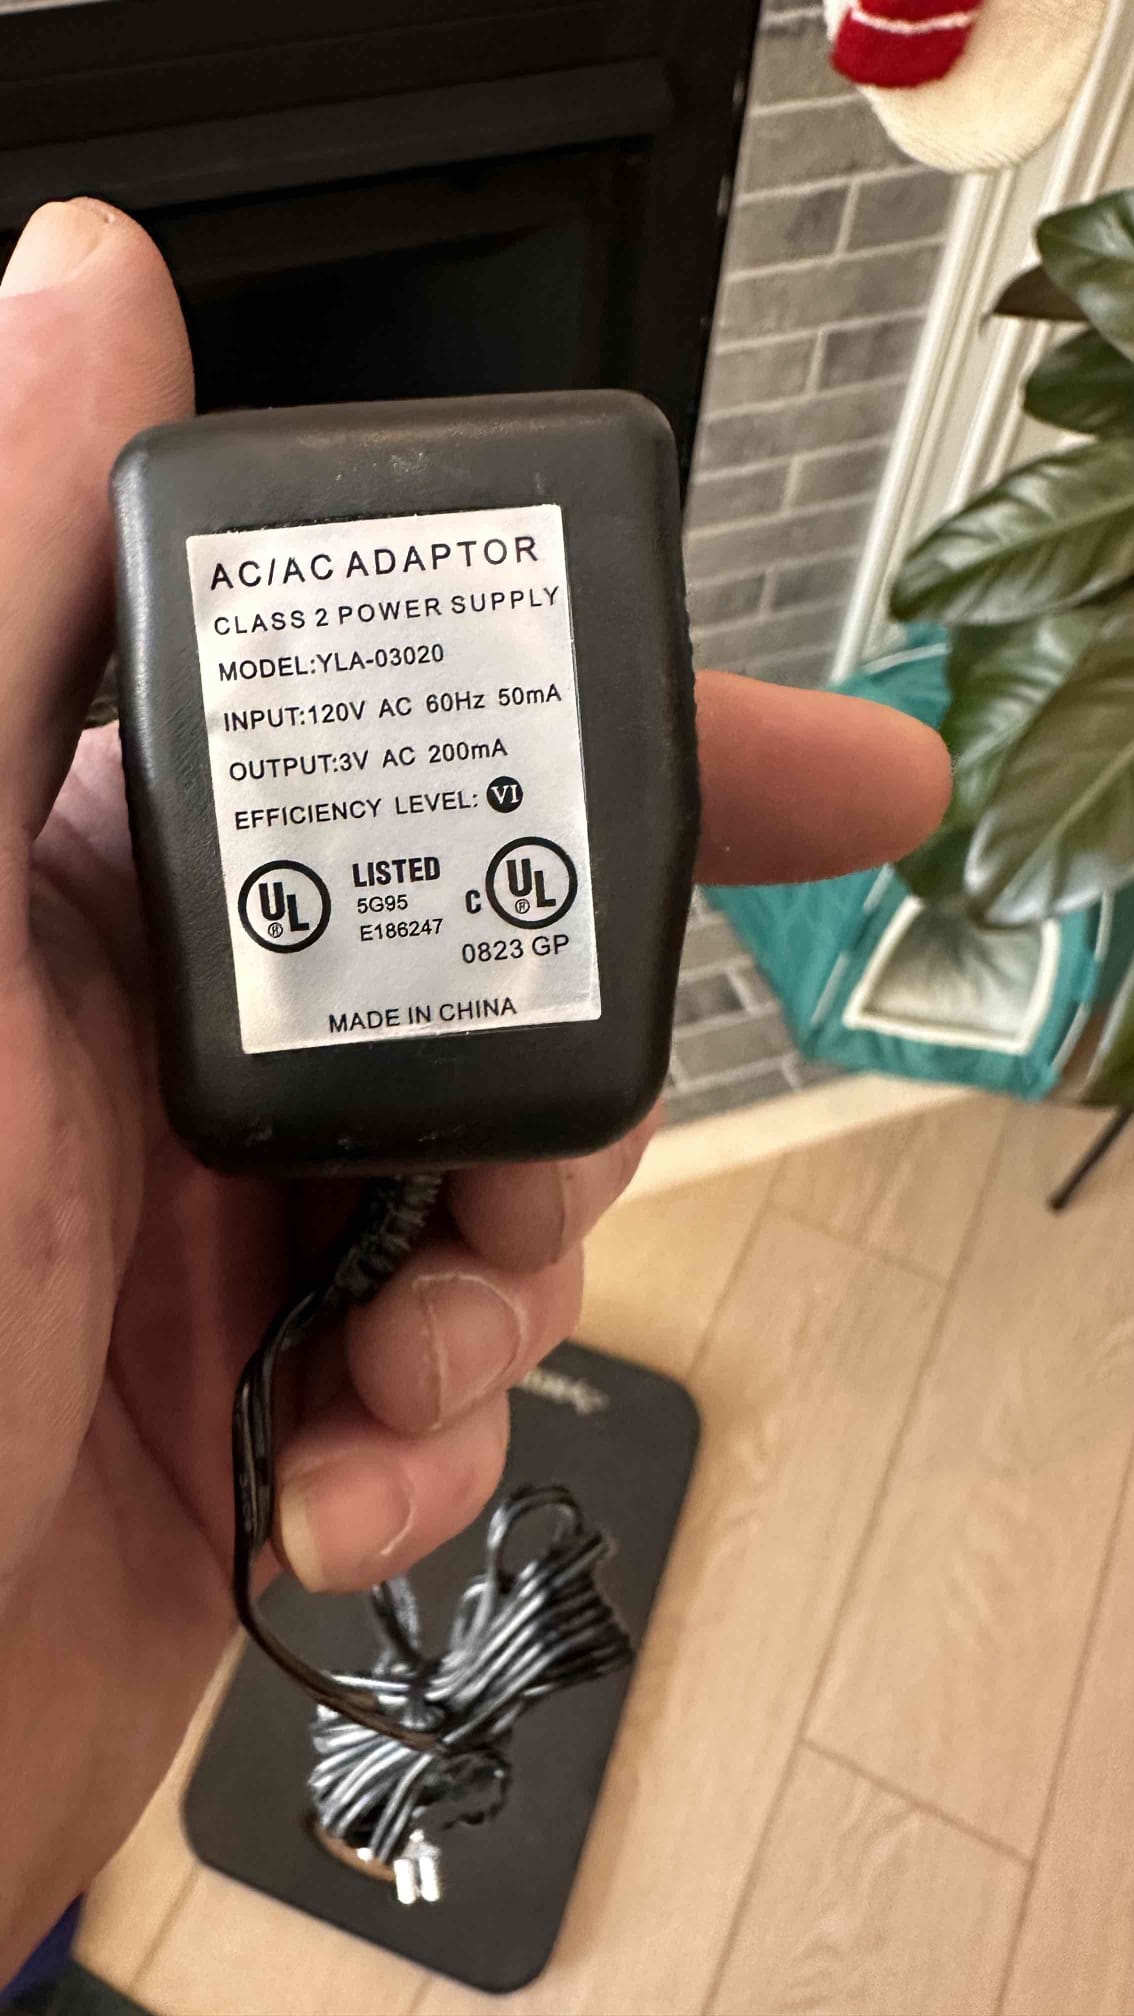 AC/AC ADAPTOR
CLASS 2 POWER SUPPLY
MODEL:YLA-03020
INPUT:120V AC 60Hz 50mA
OUTPUT:3V AC 200mA
EFFICIENCY LEVEL: VI
UL® LISTED C UL®
5G95
E186247
0823 GP
MADE IN CHINA